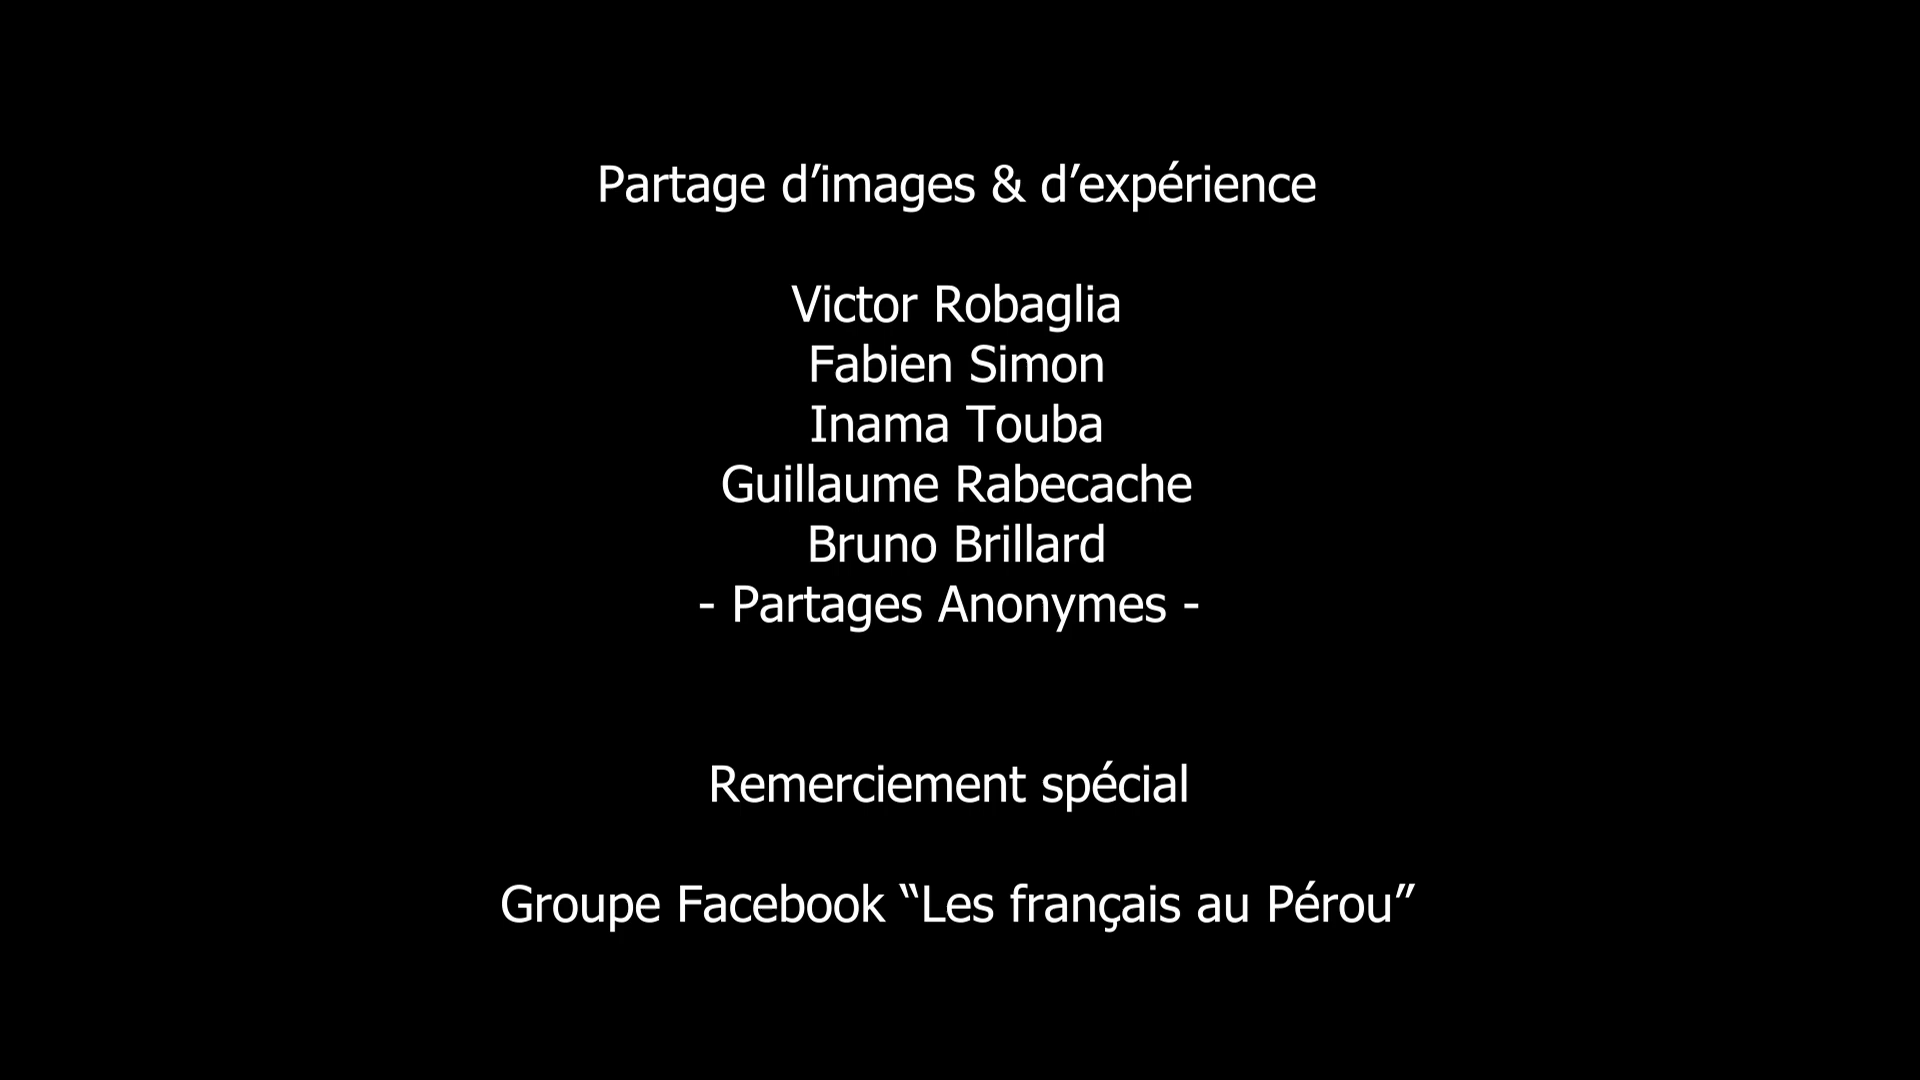 Partage d’images & d’expérience
Victor Robaglia
Fabien Simon
Inama Touba
Guillaume Rabecache
Bruno Brillard
- Partages Anonymes -
Remerciement spécial
Groupe Facebook “Les français au Pérou”